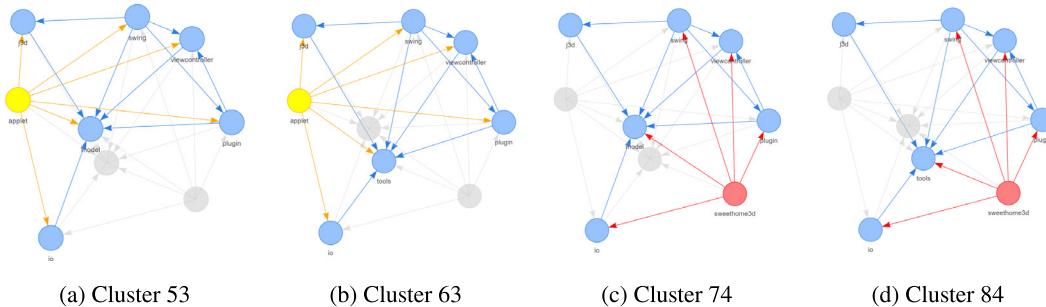 swing
j3d
viewcontroller
applet
model
plugin
io
(a) Cluster 53
swing
j3d
viewcontroller
applet
plugin
tools
io
(b) Cluster 63
swing
j3d
viewcontroller
model
plugin
sweethome3d
io
(c) Cluster 74
swing
j3d
viewcontroller
plug
tools
sweethome3d
io
(d) Cluster 84